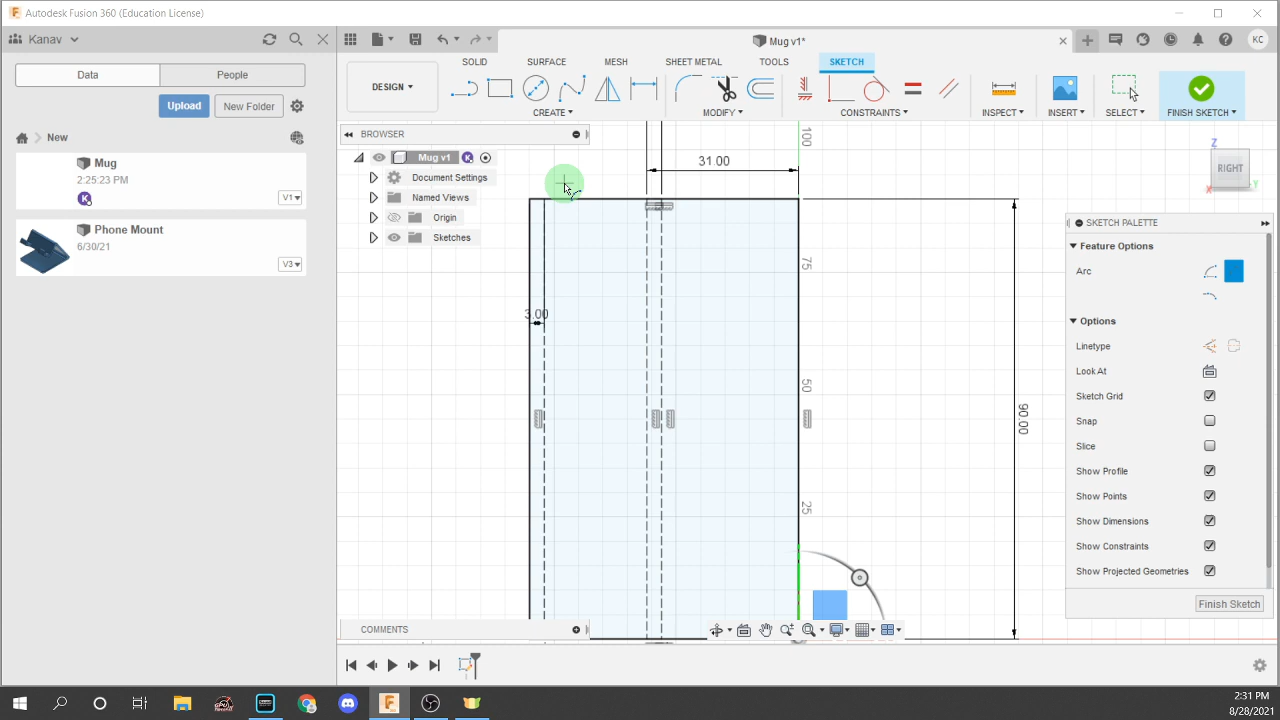 Autodesk Fusion 360 (Education License)
Kanav
Mug v1*
KC
Data
People
Upload
New Folder
New
Mug
2:25:23 PM
V1
Phone Mount
6/30/21
V3
SOLID
SURFACE
MESH
SHEET METAL
TOOLS
SKETCH
DESIGN
CREATE
MODIFY
CONSTRAINTS
INSPECT
INSERT
SELECT
FINISH SKETCH
BROWSER
Mug v1
Document Settings
Named Views
Origin
Sketches
31.00
100
3.00
75
50
25
90.00
Z
RIGHT
X
Y
SKETCH PALETTE
Feature Options
Arc
Options
Linetype
Look At
Sketch Grid
Snap
Slice
Show Profile
Show Points
Show Dimensions
Show Constraints
Show Projected Geometries
Finish Sketch
COMMENTS
2:31 PM
8/28/2021